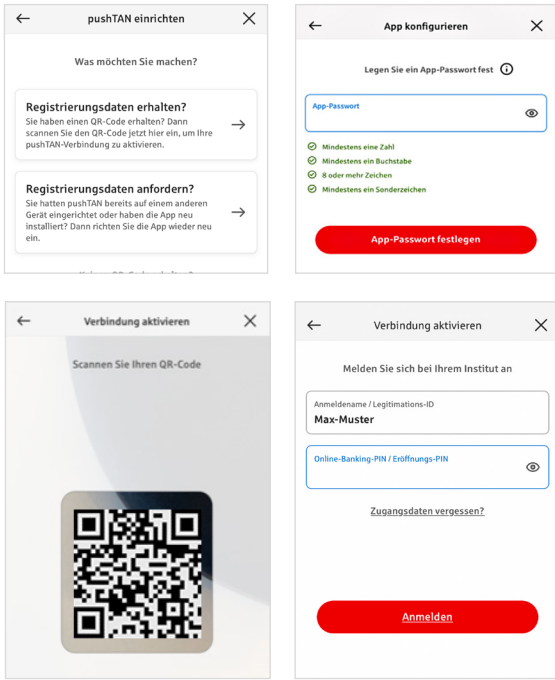 pushTAN einrichten
Was möchten Sie machen?
Registrierungsdaten erhalten?
Sie haben einen QR-Code erhalten? Dann
scannen Sie den QR-Code jetzt hier ein, um Ihre
pushTAN-Verbindung zu aktivieren.
Registrierungsdaten anfordern?
Sie hatten pushTAN bereits auf einem anderen
Gerät eingerichtet oder haben die App neu
installiert? Dann richten Sie die App wieder neu
ein.
App konfigurieren
Legen Sie ein App-Passwort fest
App-Passwort
Mindestens eine Zahl
Mindestens ein Buchstabe
8 oder mehr Zeichen
Mindestens ein Sonderzeichen
App-Passwort festlegen
Verbindung aktivieren
Scannen Sie Ihren QR-Code
Verbindung aktivieren
Melden Sie sich bei Ihrem Institut an
Anmeldename / Legitimations-ID
Max-Muster
Online-Banking-PIN / Eröffnungs-PIN
Zugangsdaten vergessen?
Anmelden